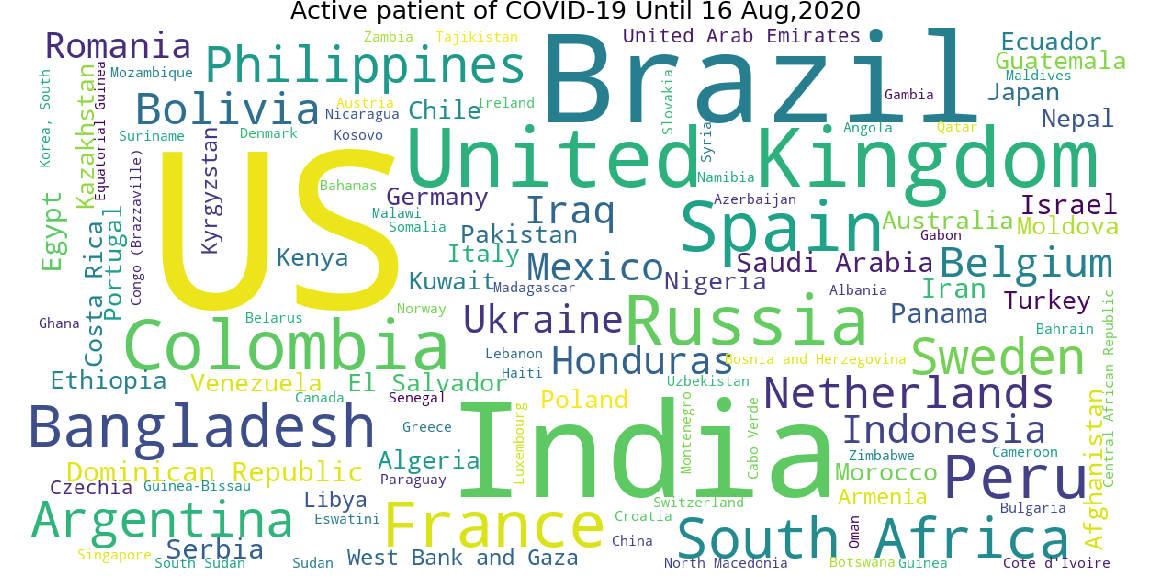 Active patient of COVID-19 Until 16 Aug,2020
Romania
Zambia
Tajikistan
United Arab Emirates
Ecuador
Guatemala
Philippines
Brazil
Mozambique
Maldives
Korea, South
Kazakhstan
Equatorial Guinea
Slovakia
Japan
Gambia
Bolivia
Austria
Nicaragua
Chile
Ireland
Nepal
Suriname
Denmark
Kosovo
Syria
Angola
Qatar
United Kingdom
Congo (Brazzaville)
US
Kyrgyzstan
Bahamas
Germany
Namibia
Azerbaijan
Israel
Egypt
Costa Rica
Portugal
Malawi
Somalia
Iraq
Spain
Australia
Moldova
Pakistan
Gabon
Kenya
Italy
Mexico
Saudi Arabia
Belgium
Kuwait
Madagascar
Nigeria
Albania
Iran
Turkey
Norway
Ghana
Belarus
Ukraine
Russia
Panama
Bahrain
Central African Republic
Colombia
Lebanon
Honduras
Bosnia and Herzegovina
Sweden
Haiti
Ethiopia
Venezuela
El Salvador
Uzbekistan
Canada
Senegal
Poland
Netherlands
Bangladesh
Greece
Luxembourg
India
Montenegro
Cabo Verde
Indonesia
Afghanistan
Dominican Republic
Algeria
Zimbabwe
Cameroon
Paraguay
Morocco
Peru
Czechia
Guinea-Bissau
Libya
Armenia
Switzerland
Bulgaria
Argentina
Eswatini
France
Croatia
China
South Africa
Oman
Singapore
Serbia
South Sudan
Sudan
West Bank and Gaza
North Macedonia
Botswana
Guinea
Cote d'Ivoire